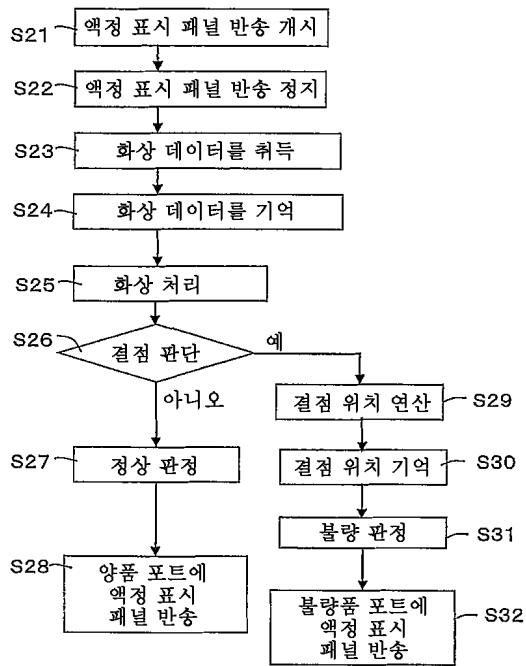 S21
액정 표시 패널 반송 개시
S22
액정 표시 패널 반송 정지
S23
화상 데이터를 취득
S24
화상 데이터를 기억
S25
화상 처리
S26
결점 판단
예
아니오
결점 위치 연산
S29
S27
정상 판정
결점 위치 기억
S30
불량 판정
S31
S28
양품 포트에
액정 표시
패널 반송
불량품 포트에
액정 표시
패널 반송
S32